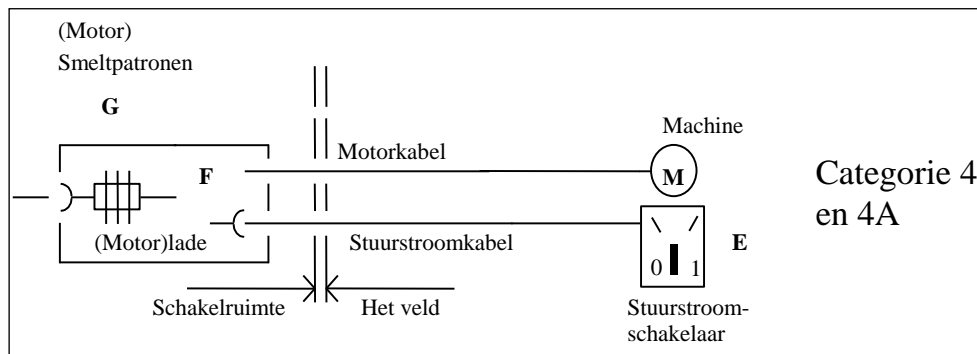 (Motor)
Smeltpatronen
G
Machine
Motorkabel
F
M
Categorie 4
en 4A
(Motor)lade
Stuurstroomkabel
E
0 1
Schakelruimte
Het veld
Stuurstroom-
schakelaar